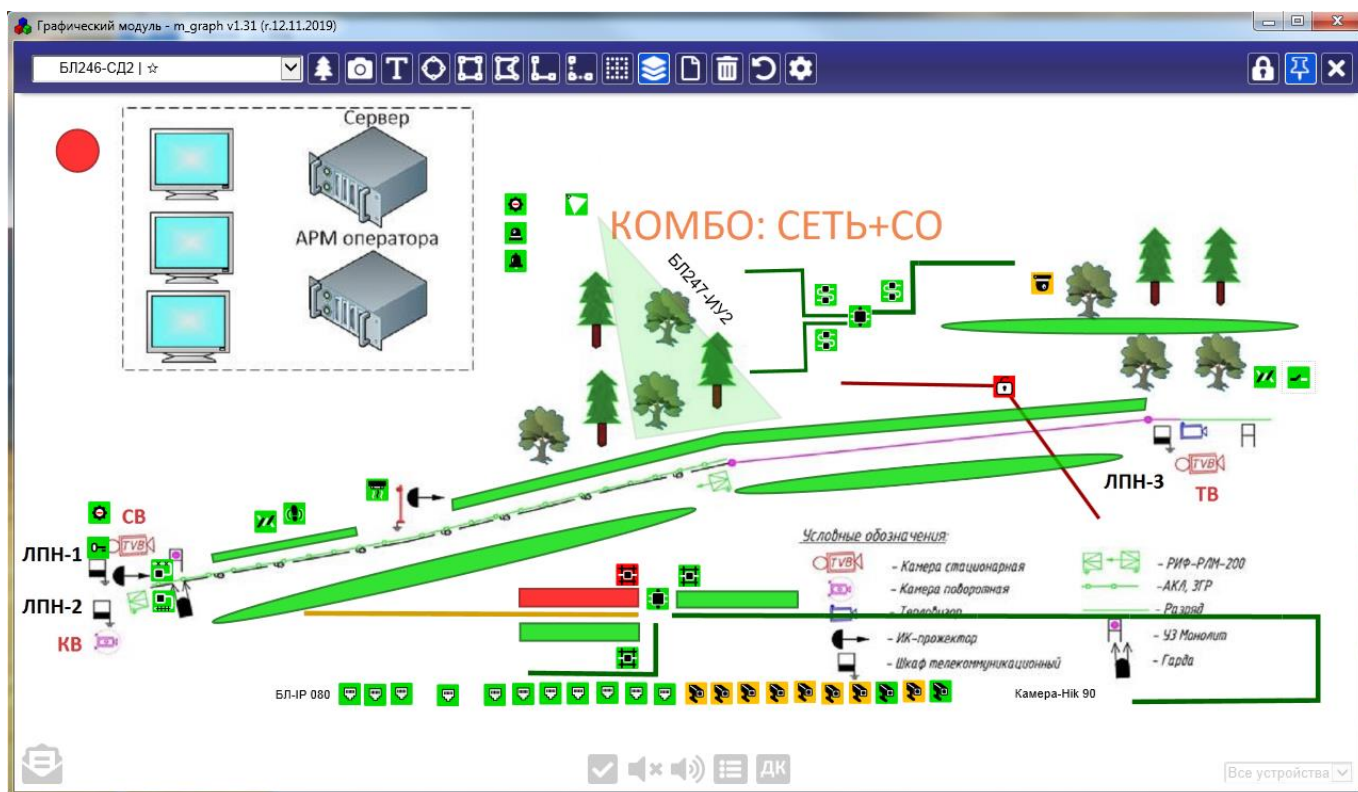 Графический модуль - m_graph v1.31 (г.12.11.2019)
БЛ246-СД2 | ☆
Сервер
АРМ оператора
КОМБО: СЕТЬ+СО
БЛ247-ИУ2
ЛПН-3
ТВ
СВ
ЛПН-1
ЛПН-2
КВ
TVB
TVB
Условные обозначения:
TVB - Камера стационарная
- Камера поворотная
- Тепловизор
- ИК-прожектор
- Шкаф телекоммуникационный
- РИФ-РЛМ-200
- АКЛ, ЗГР
- Разряд
- УЗ Монолит
- Гарда
БЛ-IP 080
Камера-Hik 90
ДК
Все устройства